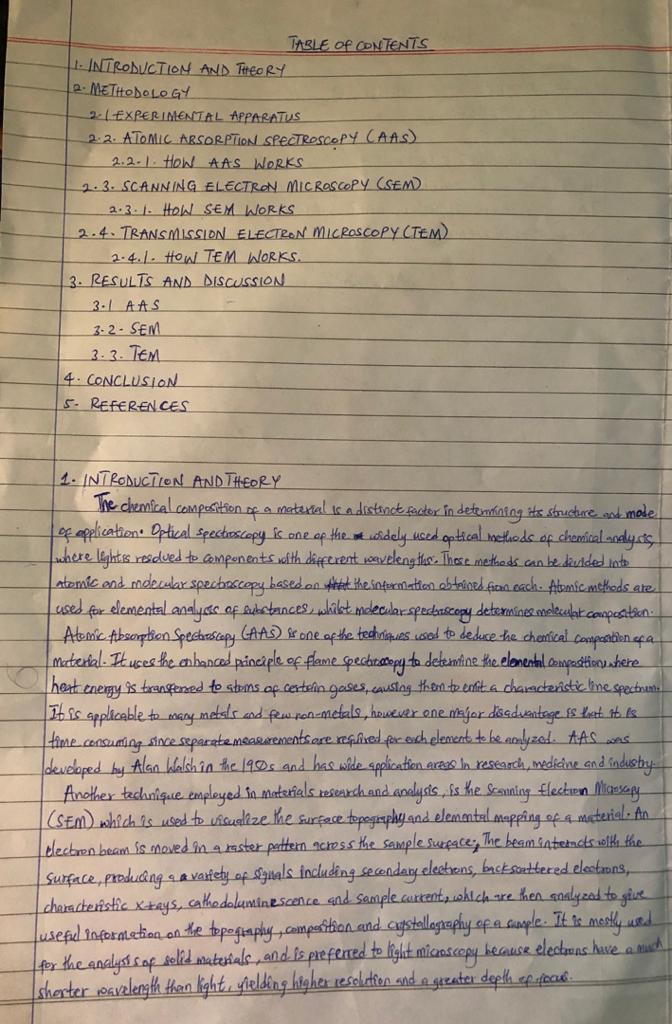 TABLE OF CONTENTS
1. INTRODUCTION AND THEORY
2. METHODOLOGY
2.1 EXPERIMENTAL APPARATUS
2.2. ATOMIC ABSORPTION SPECTROSCOPY (AAS)
2.2.1. HOW AAS WORKS
2.3. SCANNING ELECTRON MICROSCOPY (SEM)
2.3.1. HOW SEM WORKS
2.4. TRANSMISSION ELECTRON MICROSCOPY (TEM)
2.4.1. HOW TEM WORKS.
3. RESULTS AND DISCUSSION
3.1 AAS
3.2. SEM
3.3. TEM
4. CONCLUSION
5. REFERENCES
1. INTRODUCTION AND THEORY
The chemical composition of a material is a distinct factor in determining its structure and mode
of application. Optical spectroscopy is one of the widely used optical methods of chemical analysis,
where light is resolved to components with different wavelengths. These methods can be divided into
atomic and molecular spectroscopy based on the information obtained from each. Atomic methods are
used for elemental analysis of substances, whilst molecular spectroscopy determines molecular composition.
Atomic Absorption Spectroscopy (AAS) is one of the techniques used to deduce the chemical composition of a
material. It uses the enhanced principle of flame spectroscopy to determine the elemental composition, where
heat energy is transferred to atoms of certain gases, causing them to emit a characteristic line spectrum.
It is applicable to many metals and few non-metals, however one major disadvantage is that it is
time consuming since separate measurements are required for each element to be analyzed. AAS was
developed by Alan Walsh in the 1950s and has wide application areas in research, medicine and industry.
Another technique employed in materials research and analysis, is the Scanning Electron Microscopy
(SEM) which is used to visualize the surface topography and elemental mapping of a material. An
electron beam is moved in a raster pattern across the sample surface; The beam interacts with the
surface, producing a variety of signals including secondary electrons, backscattered electrons,
characteristic x-rays, cathodoluminescence and sample current, which are then analyzed to give
useful information on the topography, composition and crystallography of a sample. It is mostly used
for the analysis of solid materials, and is preferred to light microscopy because electrons have a much
shorter wavelength than light, yielding higher resolution and a greater depth of focus.